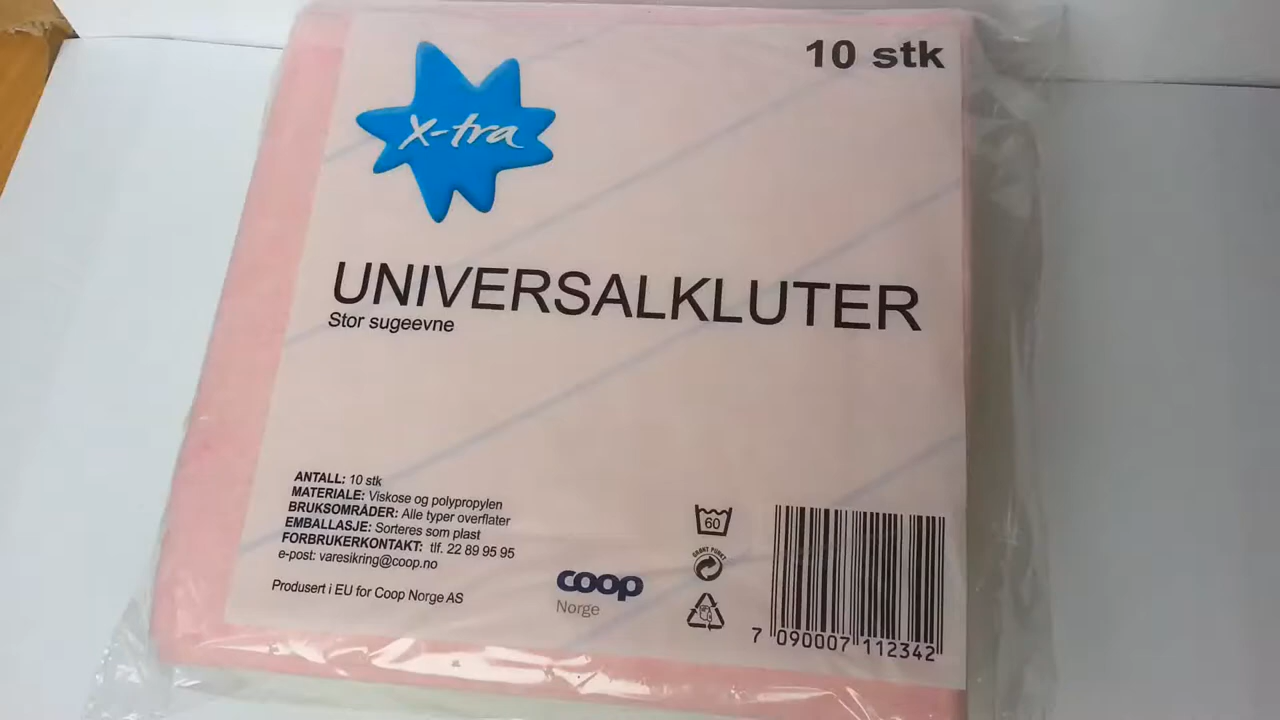 10 stk
X-tra
UNIVERSALKLUTER
Stor sugeevne
ANTALL: 10 stk
MATERIALE: Viskose og polypropylen
BRUKSOMRÅDER: Alle typer overflater
EMBALLASJE: Sorteres som plast
FORBRUKERKONTAKT: tlf. 22 89 95 95
e-post: varesikring@coop.no
Produsert i EU for Coop Norge AS
coop
Norge
60
GRØNT PUNKT
7 090007 112342